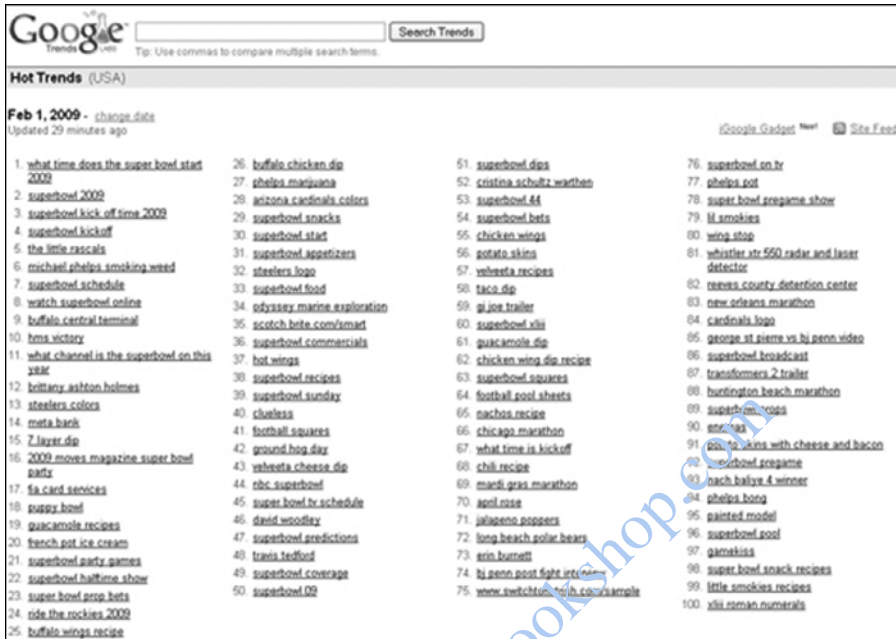 Google
Trends LABS
Search Trends
Tip: Use commas to compare multiple search terms.
Hot Trends (USA)
Feb 1, 2009 - change date
Updated 29 minutes ago
iGoogle Gadget New! Site Feed
1. what time does the super bowl start
2009
2. superbowl 2009
3. superbowl kick off time 2009
4. superbowl kickoff
5. the little rascals
6. michael phelps smoking weed
7. superbowl schedule
8. watch superbowl online
9. buffalo central terminal
10. hms victory
11. what channel is the superbowl on this
year
12. brittany ashton holmes
13. steelers colors
14. meta bank
15. 7 layer dip
16. 2009 moves magazine super bowl
party
17. fia card services
18. puppy bowl
19. guacamole recipes
20. french pot ice cream
21. superbowl party games
22. superbowl halftime show
23. super bowl prop bets
24. ride the rockies 2009
25. buffalo wings recipe
26. buffalo chicken dip
27. phelps marijuana
28. arizona cardinals colors
29. superbowl snacks
30. superbowl start
31. superbowl appetizers
32. steelers logo
33. superbowl food
34. odyssey marine exploration
35. scotch brite.com/smart
36. superbowl commercials
37. hot wings
38. superbowl recipes
39. superbowl sunday
40. clueless
41. football squares
42. ground hog day
43. velveeta cheese dip
44. nbc superbowl
45. super bowl tv schedule
46. david woodley
47. superbowl predictions
48. travis tedford
49. superbowl coverage
50. superbowl 09
51. superbowl dips
52. cristina schultz warthen
53. superbowl 44
54. superbowl bets
55. chicken wings
56. potato skins
57. velveeta recipes
58. taco dip
59. gi joe trailer
60. superbowl xliii
61. guacamole dip
62. chicken wing dip recipe
63. superbowl squares
64. football pool sheets
65. nachos recipe
66. chicago marathon
67. what time is kickoff
68. chili recipe
69. mardi gras marathon
70. april rose
71. jalapeno poppers
72. long beach polar bears
73. erin burnett
74. bj penn post fight interview
75.
76. superbowl on tv
77. phelps pot
78. super bowl pregame show
79. lil smokies
80. wing stop
81. whistler xtr 550 radar and laser
detector
82. reeves county detention center
83. new orleans marathon
84. cardinals logo
85. george st pierre vs bj penn video
86. superbowl broadcast
87. transformers 2 trailer
88. huntington beach marathon
89. superbowl props
90.
91. potato skins with cheese and bacon
92. superbowl pregame
93. nach baliye 4 winner
94. phelps bong
95. painted model
96. superbowl pool
97. gamekiss
98. super bowl snack recipes
99. little smokies recipes
100. xliii roman numerals
ookshop.com